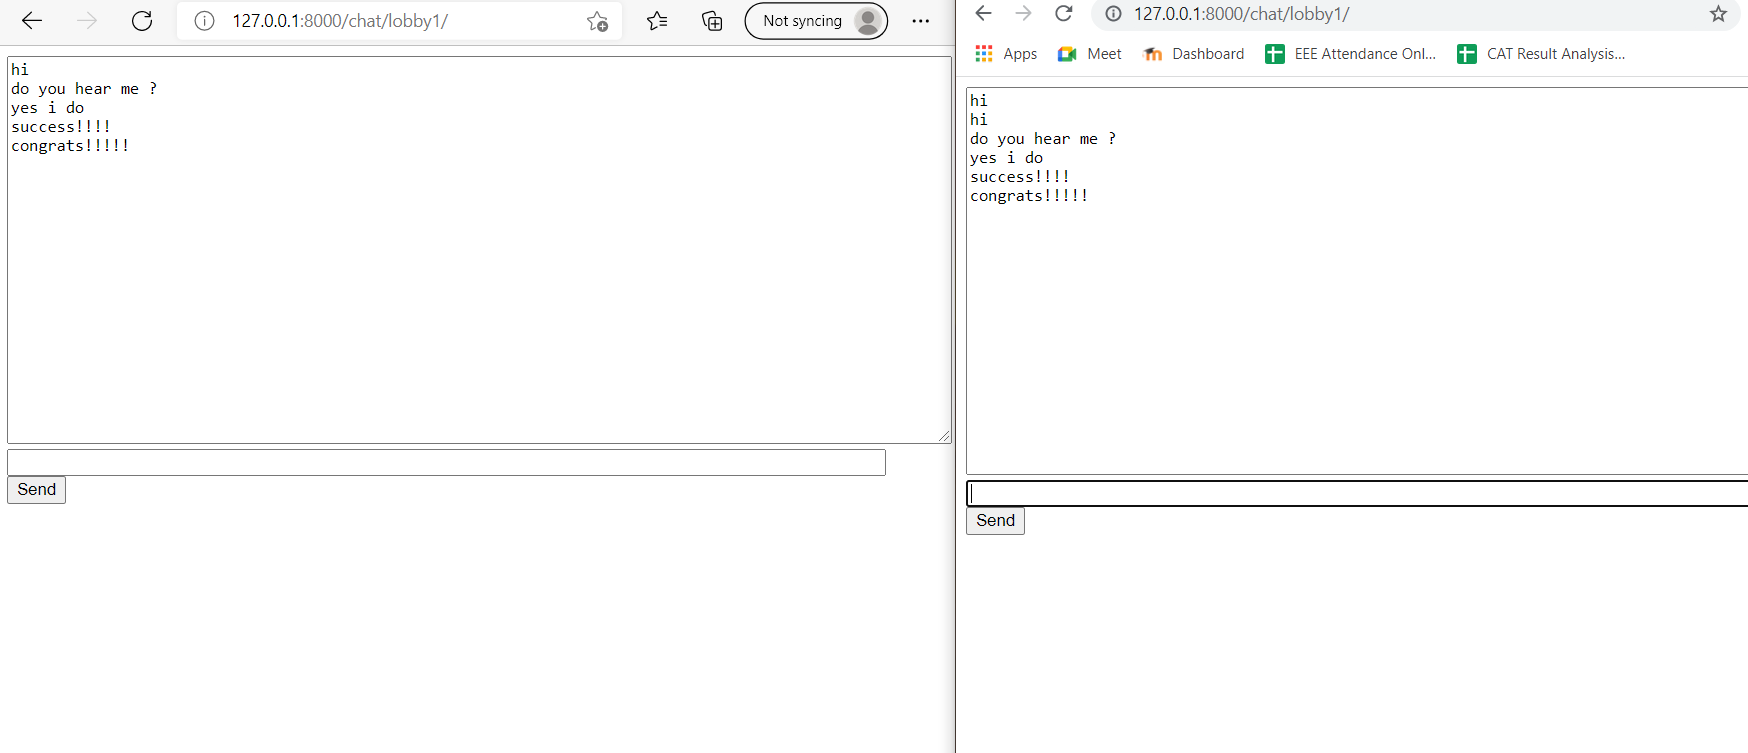 127.0.0.1:8000/chat/lobby1/
Not syncing
hi
do you hear me ?
yes i do
success!!!!
congrats!!!!!
Send
127.0.0.1:8000/chat/lobby1/
Apps Meet Dashboard EEE Attendance Onl... CAT Result Analysis...
hi
hi
do you hear me ?
yes i do
success!!!!
congrats!!!!!
Send